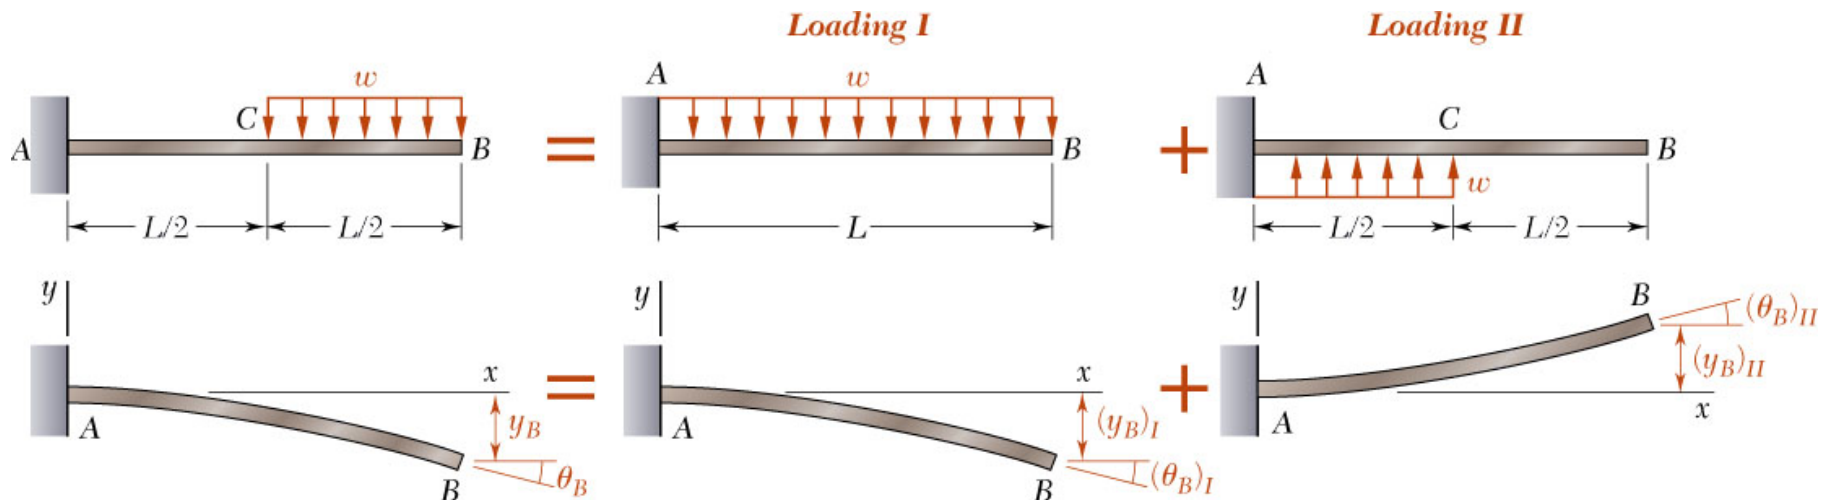 Loading I
Loading II
w
C
A
B
L/2
L/2
=
A
w
B
L
+
A
C
B
w
L/2
L/2
y
x
A
y_B
B
θ_B
=
y
x
A
(y_B)_I
B
(θ_B)_I
+
y
B
(θ_B)_II
(y_B)_II
x
A